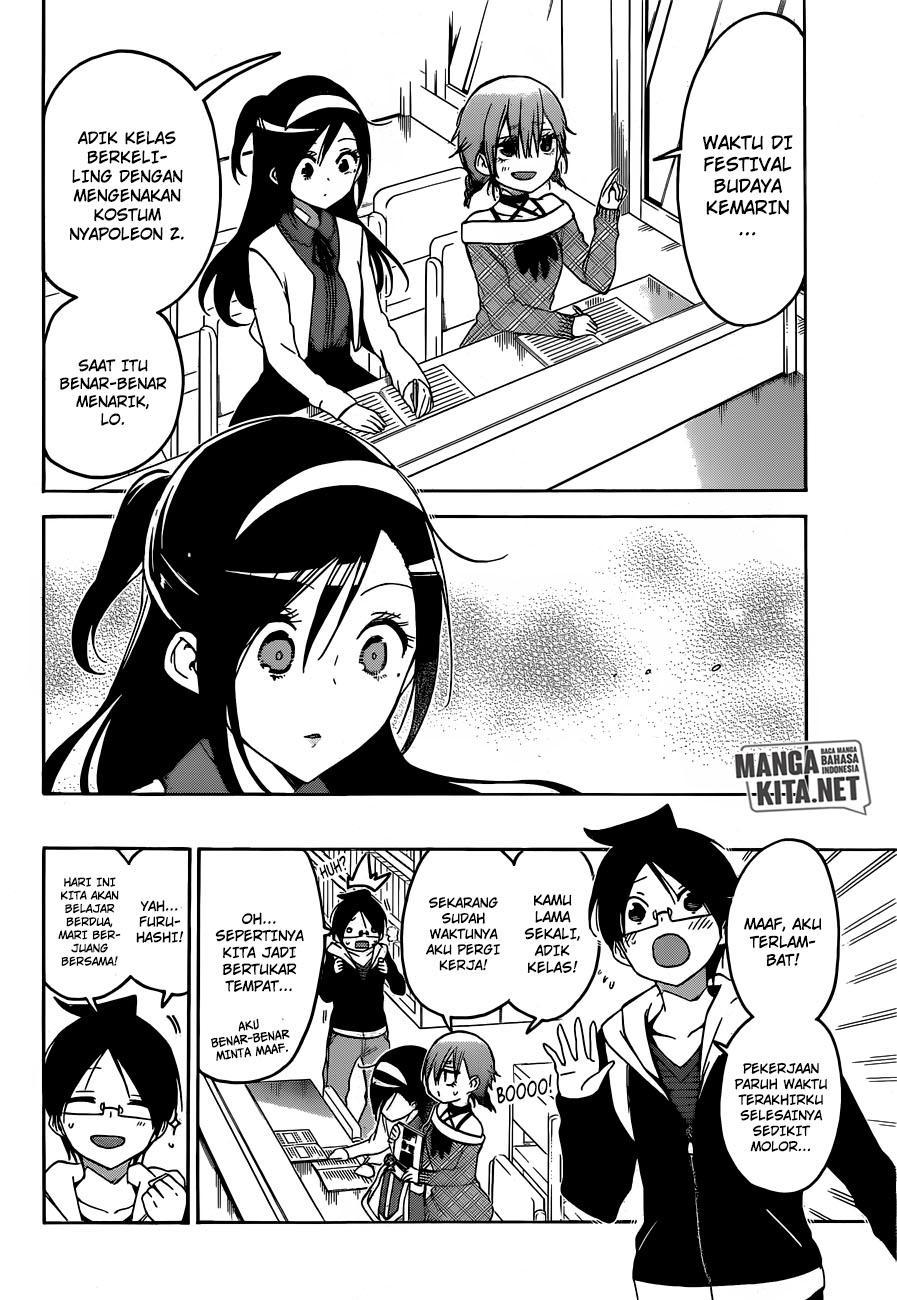 WAKTU DI
FESTIVAL
BUDAYA
KEMARIN
...
ADIK KELAS
BERKELI-
LING DENGAN
MENGENAKAN
KOSTUM
NYAPOLEON 2.
SAAT ITU
BENAR-BENAR
MENARIK,
LO.
MANGA
KITA.NET
BACA MANGA
BAHASA
INDONESIA
MAAF, AKU
TERLAM-
BAT!
PEKERJAAN
PARUH WAKTU
TERAKHIRKU
SELESAINYA
SEDIKIT
MOLOR...
KAMU
LAMA
SEKALI,
ADIK
KELAS!
SEKARANG
SUDAH
WAKTUNYA
AKU PERGI
KERJA!
BOOOO!
HUH?
OH...
SEPERTINYA
KITA JADI
BERTUKAR
TEMPAT...
AKU
BENAR-BENAR
MINTA MAAF.
YAH...
FURU-
HASHI!
HARI INI
KITA AKAN
BELAJAR
BERDUA,
MARI BER-
JUANG
BERSAMA!